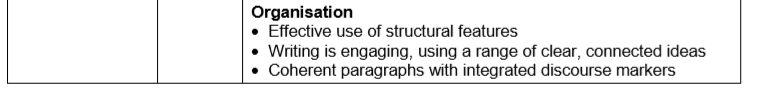 Organisation
• Effective use of structural features
• Writing is engaging, using a range of clear, connected ideas
• Coherent paragraphs with integrated discourse markers